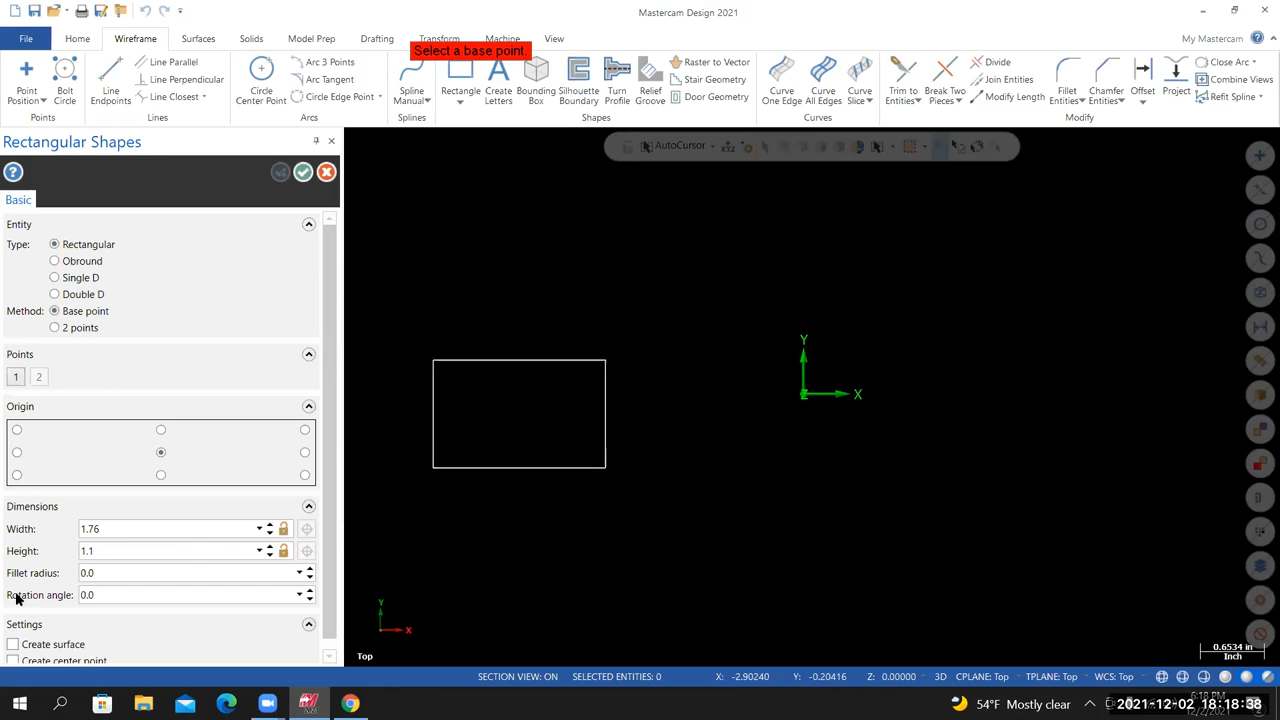 Mastercam Design 2021
File Home Wireframe Surfaces Solids Model Prep Drafting Transform Machine View My Mastercam
Select a base point.
Point Position
Bolt Circle
Points
Line Endpoints
Line Parallel
Line Perpendicular
Line Closest
Lines
Circle Center Point
Arc 3 Points
Arc Tangent
Circle Edge Point
Arcs
Spline Manual
Splines
Rectangle
Create Letters
Bounding Box
Silhouette Boundary
Turn Profile
Relief Groove
Raster to Vector
Stair Geometry
Door Geometry
Shapes
Curve One Edge
Curve All Edges
Curve Slice
Curves
Trim to Entities
Break Two Pieces
Divide
Join Entities
Modify Length
Fillet Entities
Chamfer Entities
Offset
Project
Close Arc
Combine Views
Refit Spline
Modify
Rectangular Shapes
Basic
Entity
Type: Rectangular
Obround
Single D
Double D
Method: Base point
2 points
Points
1 2
Origin
Dimensions
Width: 1.76
Height: 1.1
Fillet radius: 0.0
Rotation angle: 0.0
Settings
Create surface
Create center point
AutoCursor
Y
X
Z
Y
X
Top
0.6534 in
Inch
SECTION VIEW: ON SELECTED ENTITIES: 0 X: -2.90240 Y: -0.20416 Z: 0.00000 3D CPLANE: Top TPLANE: Top WCS: Top
54°F Mostly clear
6:18 PM
2021-12-02 18:18:38
12/2/2021